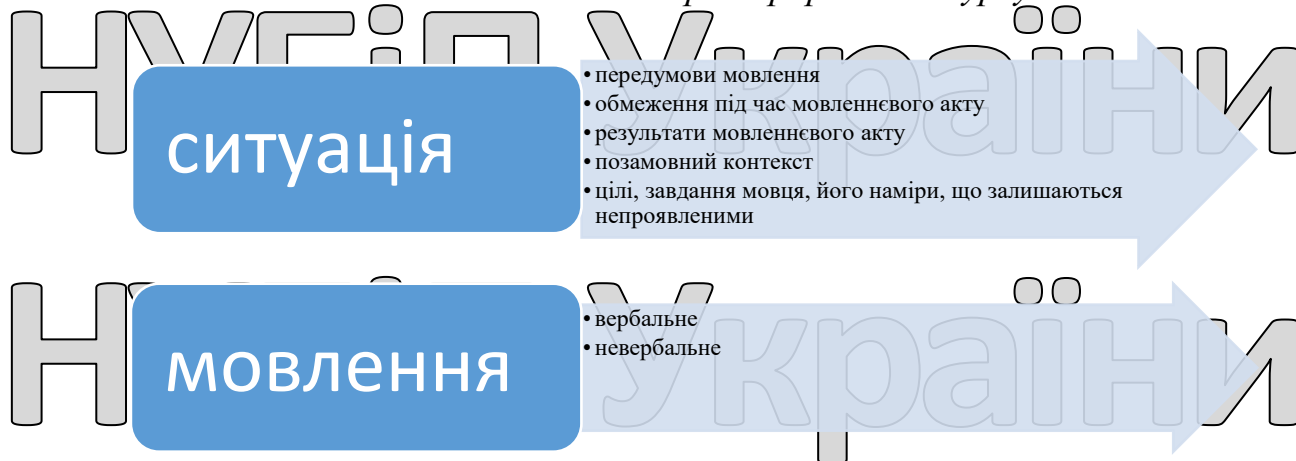 НУБіП України
ситуація
• передумови мовлення
• обмеження під час мовленнєвого акту
• результати мовленнєвого акту
• позамовний контекст
• цілі, завдання мовця, його наміри, що залишаються
непроявленими
НУБіП України
мовлення
• вербальне
• невербальне